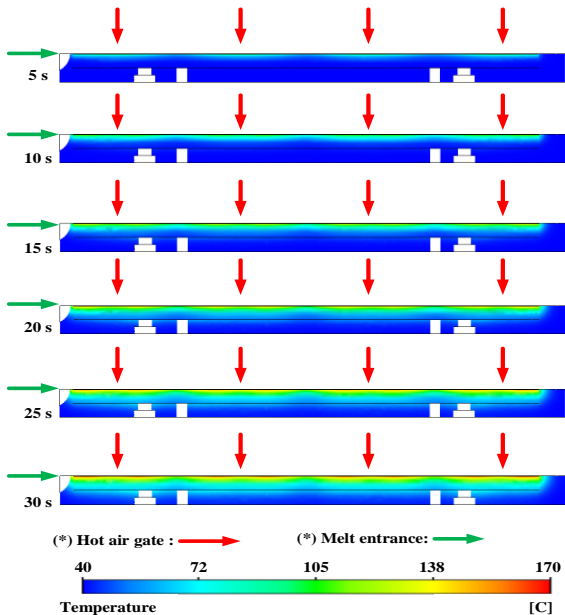 5 s
10 s
15 s
20 s
25 s
30 s
(*) Hot air gate : (*) Melt entrance:
40 72 105 138 170
Temperature [C]